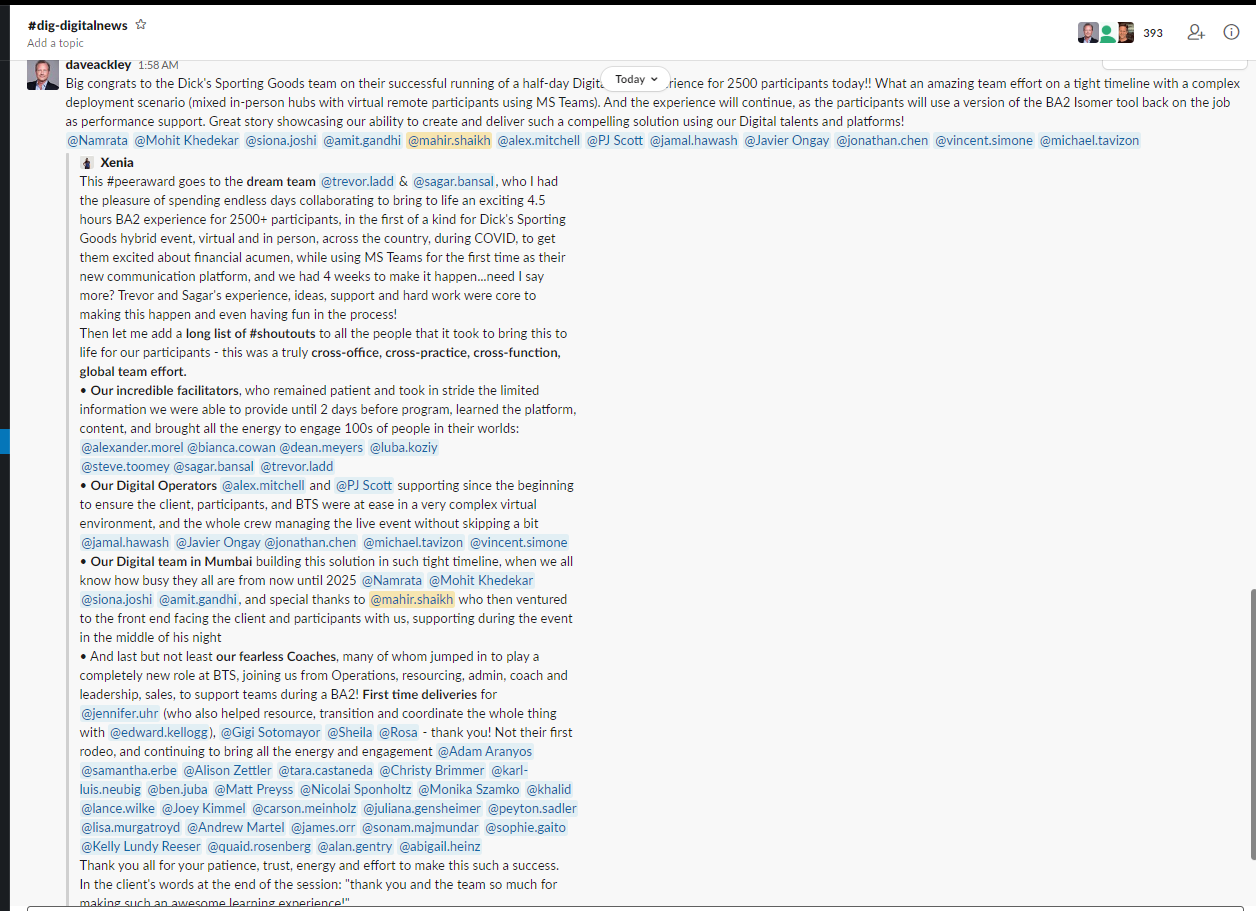 #dig-digitalnews
Add a topic
393
daveackley 1:58 AM
Today
Big congrats to the Dick's Sporting Goods team on their successful running of a half-day Digit rience for 2500 participants today!! What an amazing team effort on a tight timeline with a complex
deployment scenario (mixed in-person hubs with virtual remote participants using MS Teams). And the experience will continue, as the participants will use a version of the BA2 Isomer tool back on the job
as performance support. Great story showcasing our ability to create and deliver such a compelling solution using our Digital talents and platforms!
@Namrata @Mohit Khedekar @siona.joshi @amit.gandhi @mahir.shaikh @alex.mitchell @PJ Scott @jamal.hawash @Javier Ongay @jonathan.chen @vincent.simone @michael.tavizon
Xenia
This #peeraward goes to the dream team @trevor.ladd & @sagar.bansal, who I had
the pleasure of spending endless days collaborating to bring to life an exciting 4.5
hours BA2 experience for 2500+ participants, in the first of a kind for Dick's Sporting
Goods hybrid event, virtual and in person, across the country, during COVID, to get
them excited about financial acumen, while using MS Teams for the first time as their
new communication platform, and we had 4 weeks to make it happen...need I say
more? Trevor and Sagar's experience, ideas, support and hard work were core to
making this happen and even having fun in the process!
Then let me add a long list of #shoutouts to all the people that it took to bring this to
life for our participants - this was a truly cross-office, cross-practice, cross-function,
global team effort.
• Our incredible facilitators, who remained patient and took in stride the limited
information we were able to provide until 2 days before program, learned the platform,
content, and brought all the energy to engage 100s of people in their worlds:
@alexander.morel @bianca.cowan @dean.meyers @luba.koziy
@steve.toomey @sagar.bansal @trevor.ladd
• Our Digital Operators @alex.mitchell and @PJ Scott supporting since the beginning
to ensure the client, participants, and BTS were at ease in a very complex virtual
environment, and the whole crew managing the live event without skipping a bit
@jamal.hawash @Javier Ongay @jonathan.chen @michael.tavizon @vincent.simone
• Our Digital team in Mumbai building this solution in such tight timeline, when we all
know how busy they all are from now until 2025 @Namrata @Mohit Khedekar
@siona.joshi @amit.gandhi, and special thanks to @mahir.shaikh who then ventured
to the front end facing the client and participants with us, supporting during the event
in the middle of his night
• And last but not least our fearless Coaches, many of whom jumped in to play a
completely new role at BTS, joining us from Operations, resourcing, admin, coach and
leadership, sales, to support teams during a BA2! First time deliveries for
@jennifer.uhr (who also helped resource, transition and coordinate the whole thing
with @edward.kellogg), @Gigi Sotomayor @Sheila @Rosa - thank you! Not their first
rodeo, and continuing to bring all the energy and engagement @Adam Aranyos
@samantha.erbe @Alison Zettler @tara.castaneda @Christy Brimmer @karl-
luis.neubig @ben.juba @Matt Preyss @Nicolai Sponholtz @Monika Szamko @khalid
@lance.wilke @Joey Kimmel @carson.meinholz @juliana.gensheimer @peyton.sadler
@lisa.murgatroyd @Andrew Martel @james.orr @sonam.majmundar @sophie.gaito
@Kelly Lundy Reeser @quaid.rosenberg @alan.gentry @abigail.heinz
Thank you all for your patience, trust, energy and effort to make this such a success.
In the client's words at the end of the session: "thank you and the team so much for
making such an awesome learning experience!"